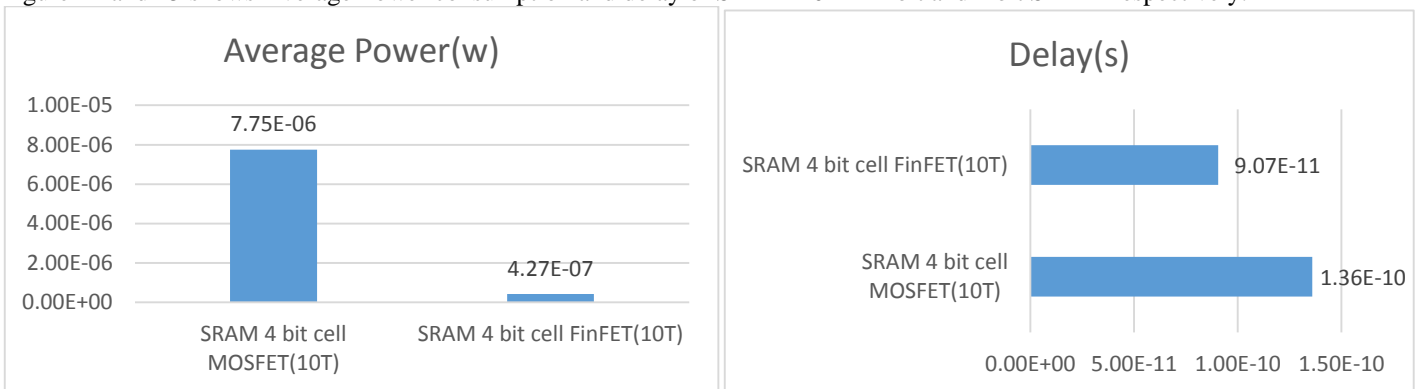 Average Power(w)
1.00E-05
8.00E-06
6.00E-06
4.00E-06
2.00E-06
0.00E+00
7.75E-06
4.27E-07
SRAM 4 bit cell
MOSFET(10T)
SRAM 4 bit cell FinFET(10T)
Delay(s)
SRAM 4 bit cell FinFET(10T)
9.07E-11
SRAM 4 bit cell
MOSFET(10T)
1.36E-10
0.00E+00 5.00E-11 1.00E-10 1.50E-10